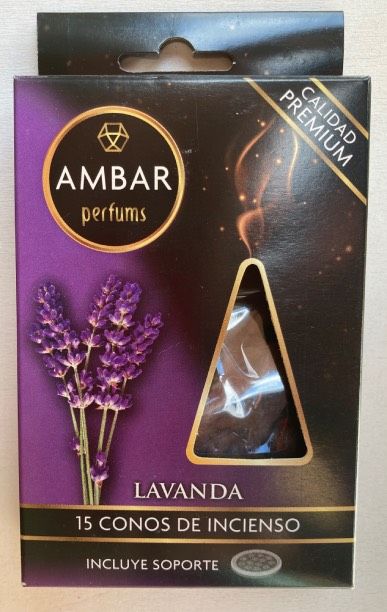 AMBAR
perfums
CALIDAD
PREMIUM
LAVANDA
15 CONOS DE INCIENSO
INCLUYE SOPORTE